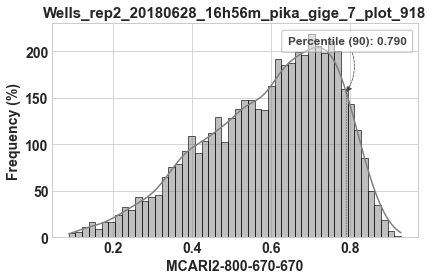 Wells_rep2_20180628_16h56m_pika_gige_7_plot_918
Percentile (90): 0.790
Frequency (%)
200
150
100
50
0
0.2 0.4 0.6 0.8
MCARI2-800-670-670